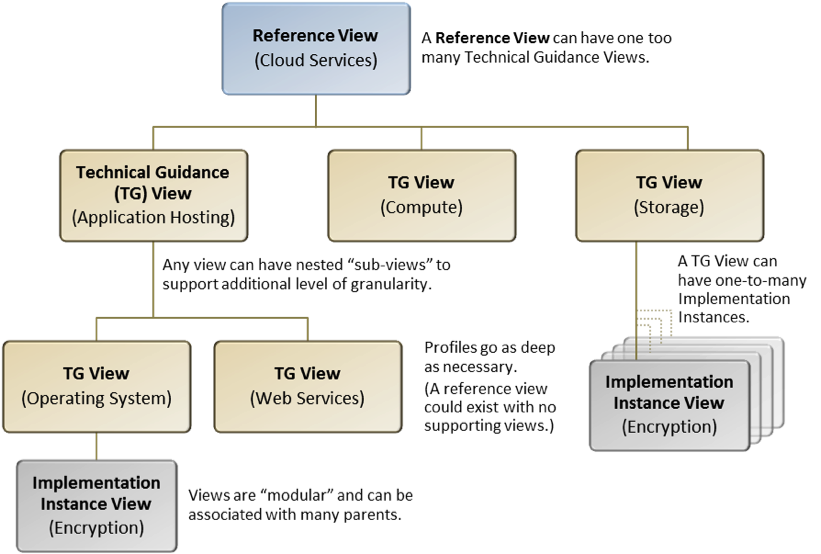 Reference View
(Cloud Services)
A Reference View can have one too
many Technical Guidance Views.
Technical Guidance
(TG) View
(Application Hosting)
TG View
(Compute)
TG View
(Storage)
Any view can have nested “sub-views” to
support additional level of granularity.
A TG View can
have one-to-many
Implementation
Instances.
TG View
(Operating System)
TG View
(Web Services)
Profiles go as deep
as necessary.
(A reference view
could exist with no
supporting views.)
Implementation
Instance View
(Encryption)
Implementation
Instance View
(Encryption)
Views are “modular” and can be
associated with many parents.